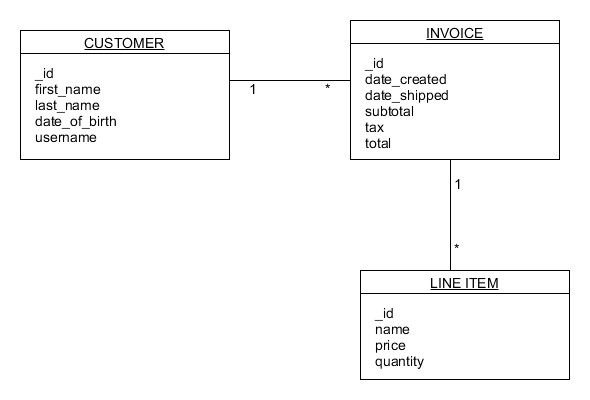 CUSTOMER
_id
first_name
last_name
date_of_birth
username
1
*
INVOICE
_id
date_created
date_shipped
subtotal
tax
total
1
*
LINE ITEM
_id
name
price
quantity